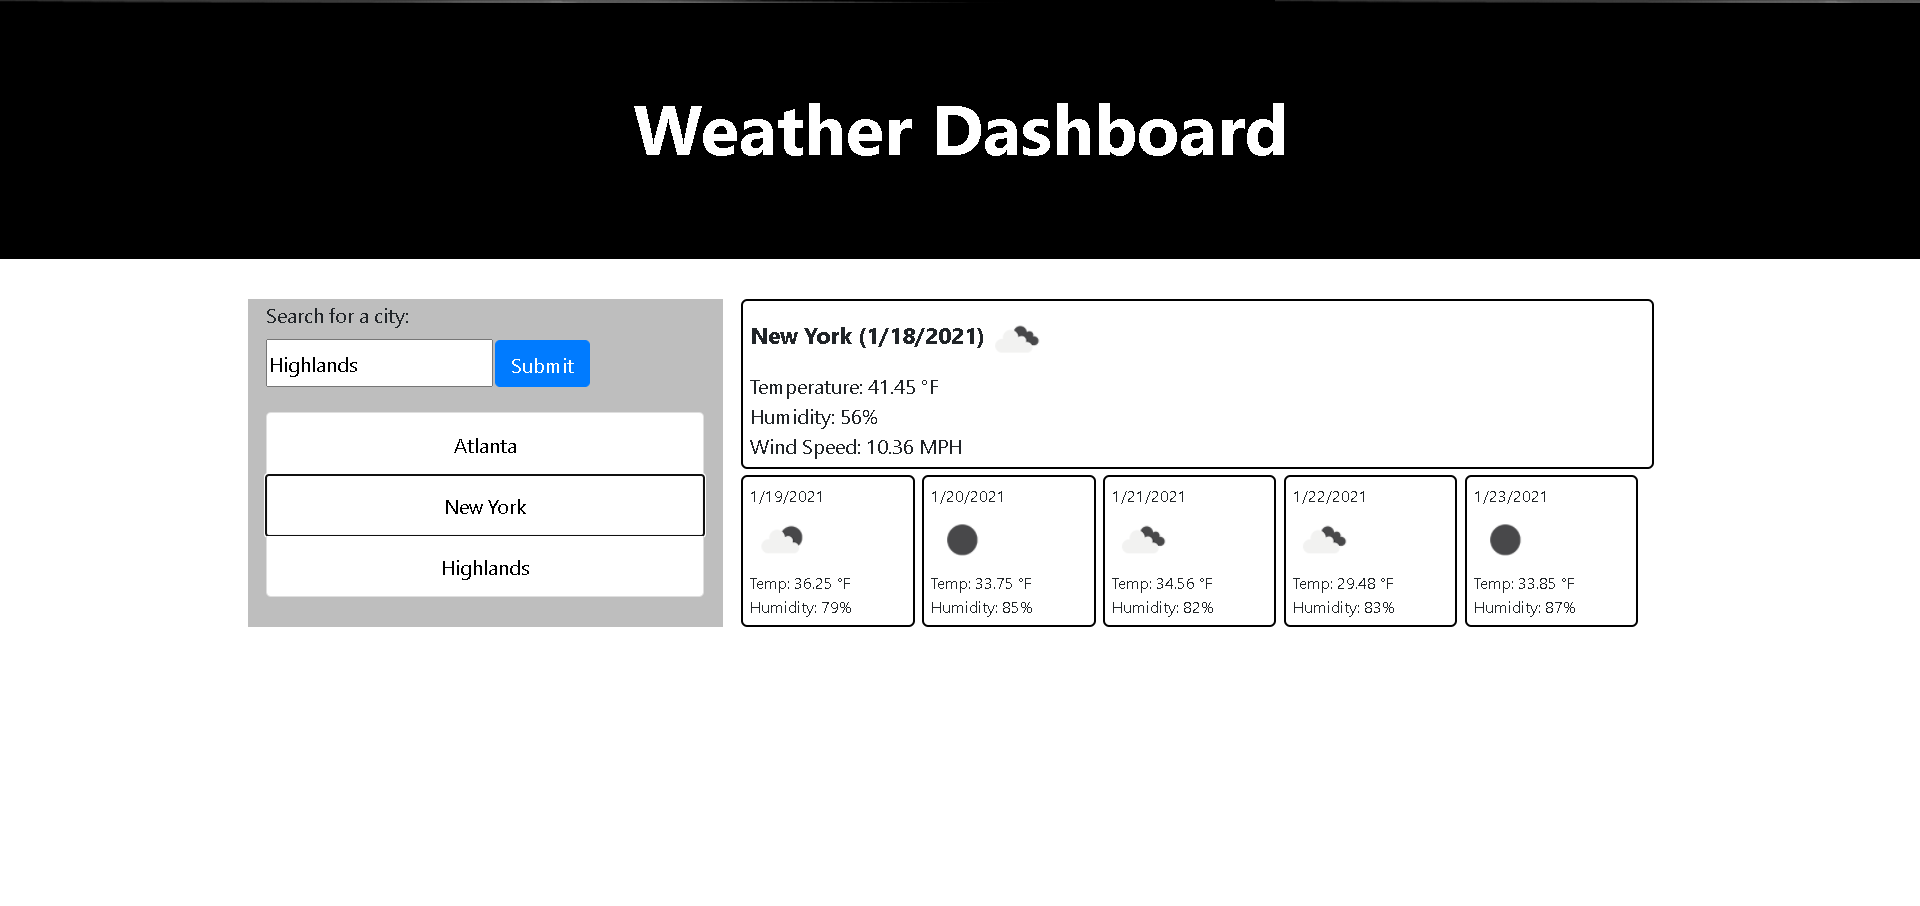 Weather Dashboard
Search for a city:
Highlands
Submit
Atlanta
New York
Highlands
New York (1/18/2021)
Temperature: 41.45 °F
Humidity: 56%
Wind Speed: 10.36 MPH
1/19/2021
Temp: 36.25 °F
Humidity: 79%
1/20/2021
Temp: 33.75 °F
Humidity: 85%
1/21/2021
Temp: 34.56 °F
Humidity: 82%
1/22/2021
Temp: 29.48 °F
Humidity: 83%
1/23/2021
Temp: 33.85 °F
Humidity: 87%